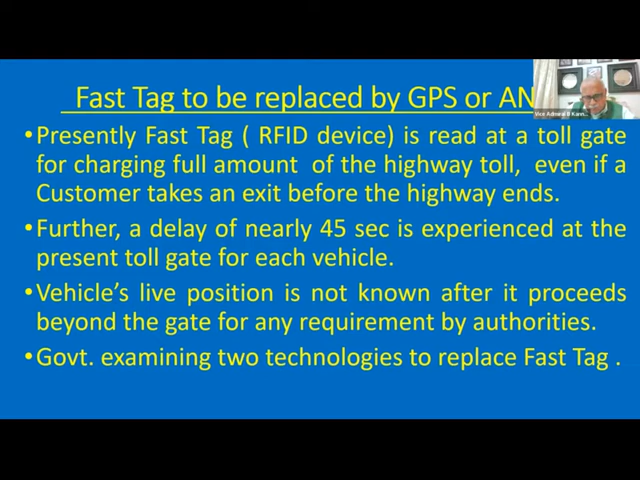 Fast Tag to be replaced by GPS or AN
Vice Admiral B Kann...
•Presently Fast Tag ( RFID device) is read at a toll gate
for charging full amount of the highway toll, even if a
Customer takes an exit before the highway ends.
•Further, a delay of nearly 45 sec is experienced at the
present toll gate for each vehicle.
•Vehicle's live position is not known after it proceeds
beyond the gate for any requirement by authorities.
•Govt. examining two technologies to replace Fast Tag .